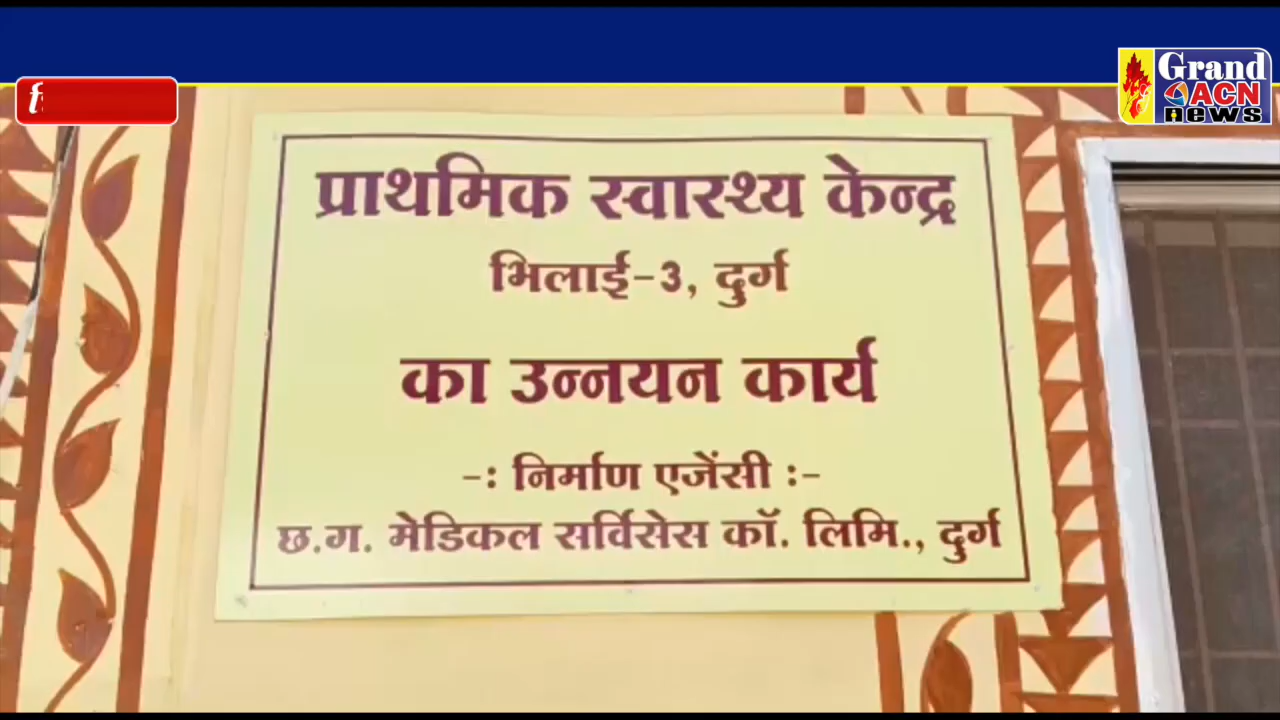 Grand
ACN
news
प्राथमिक स्वास्थ्य केन्द्र
भिलाई-3, दुर्ग
का उन्नयन कार्य
-: निर्माण एजेंसी :-
छ.ग. मेडिकल सर्विसेस कॉ. लिमि., दुर्ग